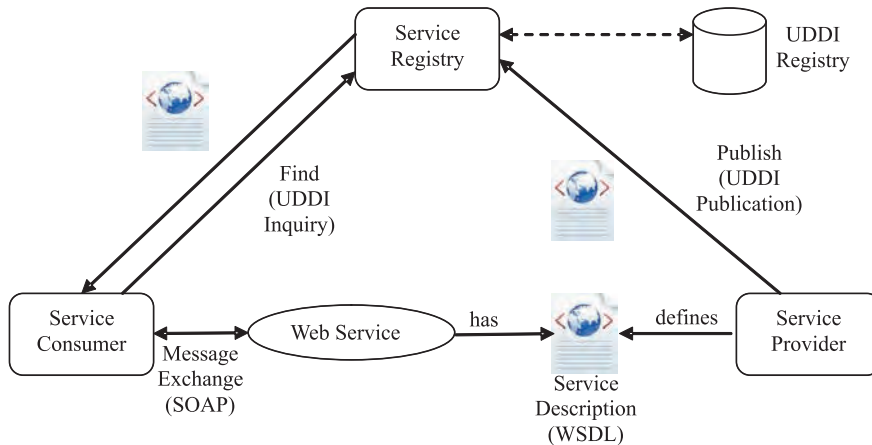 Service
Registry
UDDI
Registry
Find
(UDDI
Inquiry)
Publish
(UDDI
Publication)
Service
Consumer
Message
Exchange
(SOAP)
Web Service
has
Service
Description
(WSDL)
defines
Service
Provider